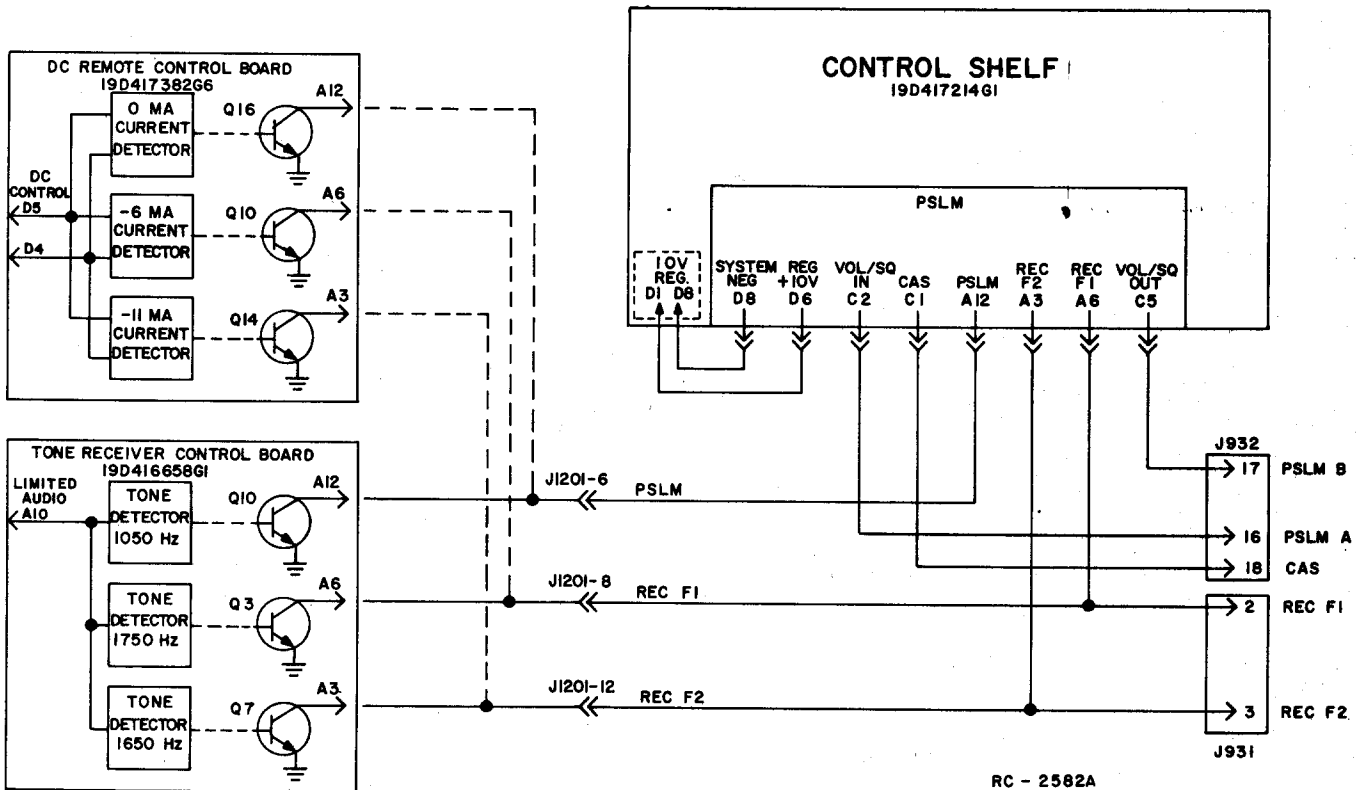 DC REMOTE CONTROL BOARD
19D417382G6
0 MA
CURRENT
DETECTOR
Q16
A12
DC
CONTROL
D5
D4
-6 MA
CURRENT
DETECTOR
Q10
A6
-11 MA
CURRENT
DETECTOR
Q14
A3
TONE RECEIVER CONTROL BOARD
19D416658G1
LIMITED
AUDIO
A10
TONE
DETECTOR
1050 Hz
Q10
A12
TONE
DETECTOR
1750 Hz
Q3
A6
TONE
DETECTOR
1650 Hz
Q7
A3
CONTROL SHELF
19D417214G1
PSLM
10V
REG.
D1 D8
SYSTEM
NEG
D8
REG
+10V
D6
VOL/SQ
IN
C2
CAS
C1
PSLM
A12
REC
F2
A3
REC
F1
A6
VOL/SQ
OUT
C5
J1201-6
PSLM
J1201-8
REC F1
J1201-12
REC F2
J932
17 PSLM B
16 PSLM A
18 CAS
2 REC F1
3 REC F2
J931
RC - 2582A